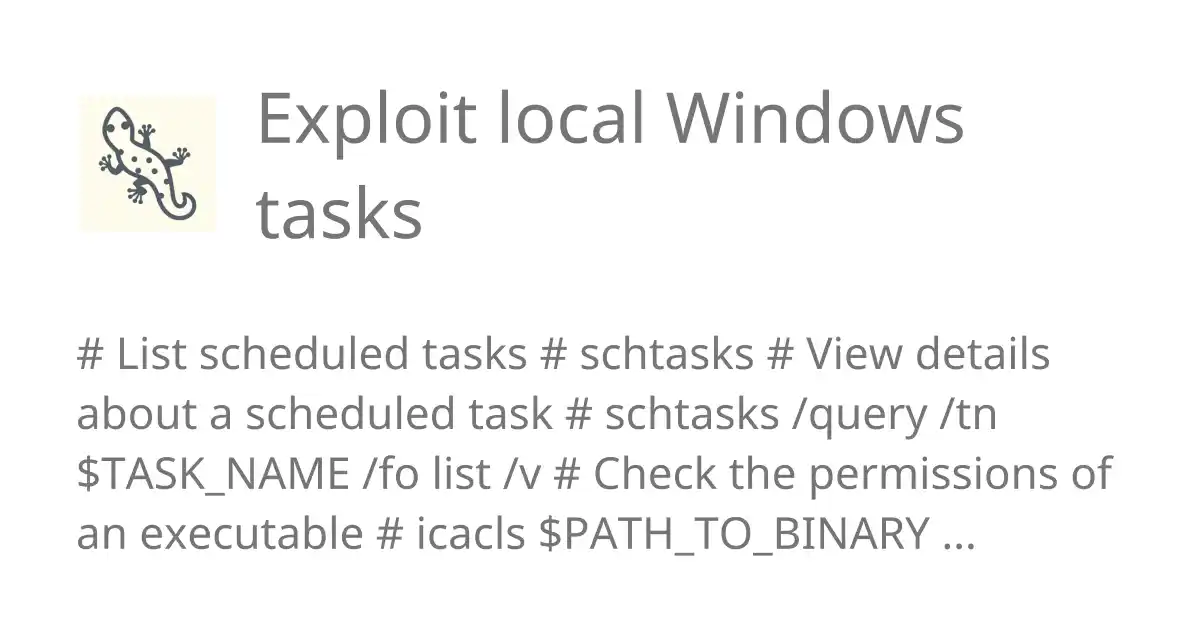 Exploit local Windows
tasks
# List scheduled tasks # schtasks # View details
about a scheduled task # schtasks /query /tn
$TASK_NAME /fo list /v # Check the permissions of
an executable # icacls $PATH_TO_BINARY ...